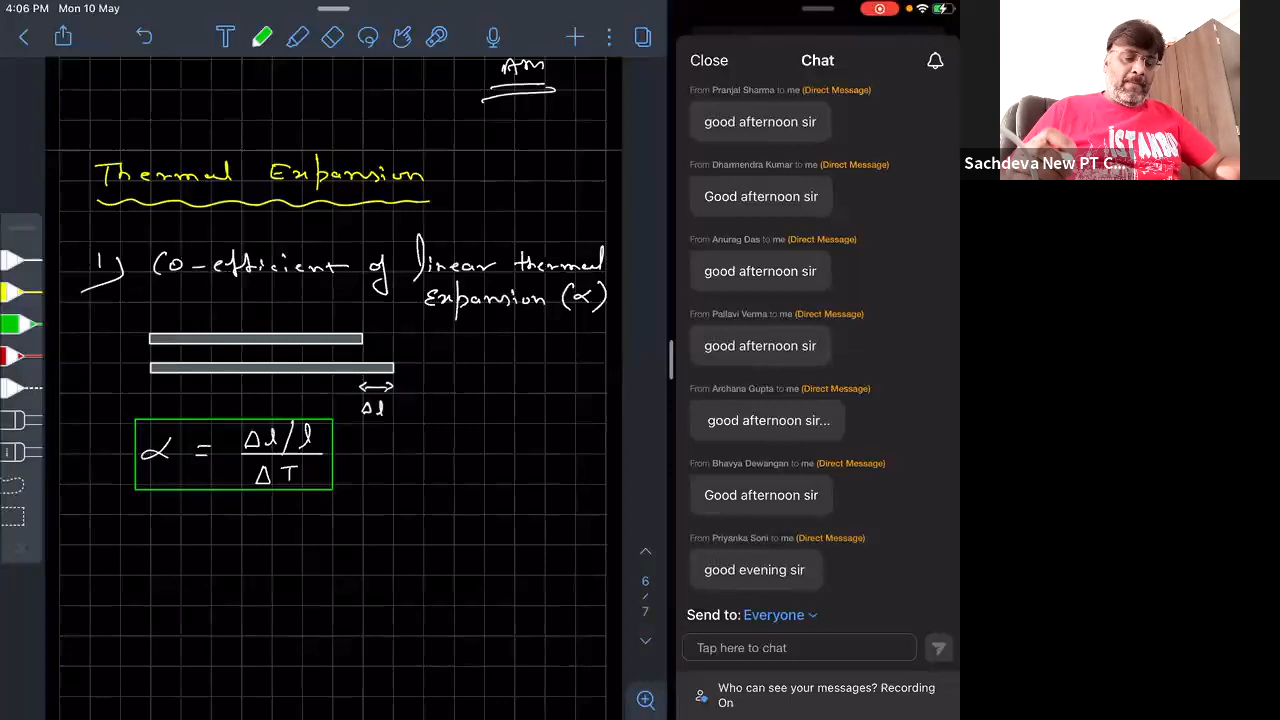 4:06 PM Mon 10 May
AM
Thermal Expansion
1) Co-efficient of linear thermal
Expansion (α)
Δl
α = Δl/l
ΔT
6
/
7
Close
Chat
From Pranjal Sharma to me (Direct Message)
good afternoon sir
From Dharmendra Kumar to me (Direct Message)
Good afternoon sir
From Anurag Das to me (Direct Message)
good afternoon sir
From Pallavi Verma to me (Direct Message)
good afternoon sir
From Archana Gupta to me (Direct Message)
good afternoon sir...
From Bhavya Dewangan to me (Direct Message)
Good afternoon sir
From Priyanka Soni to me (Direct Message)
good evening sir
Send to: Everyone
Tap here to chat
Who can see your messages? Recording
On
İSTANBU
Sachdeva New PT C...